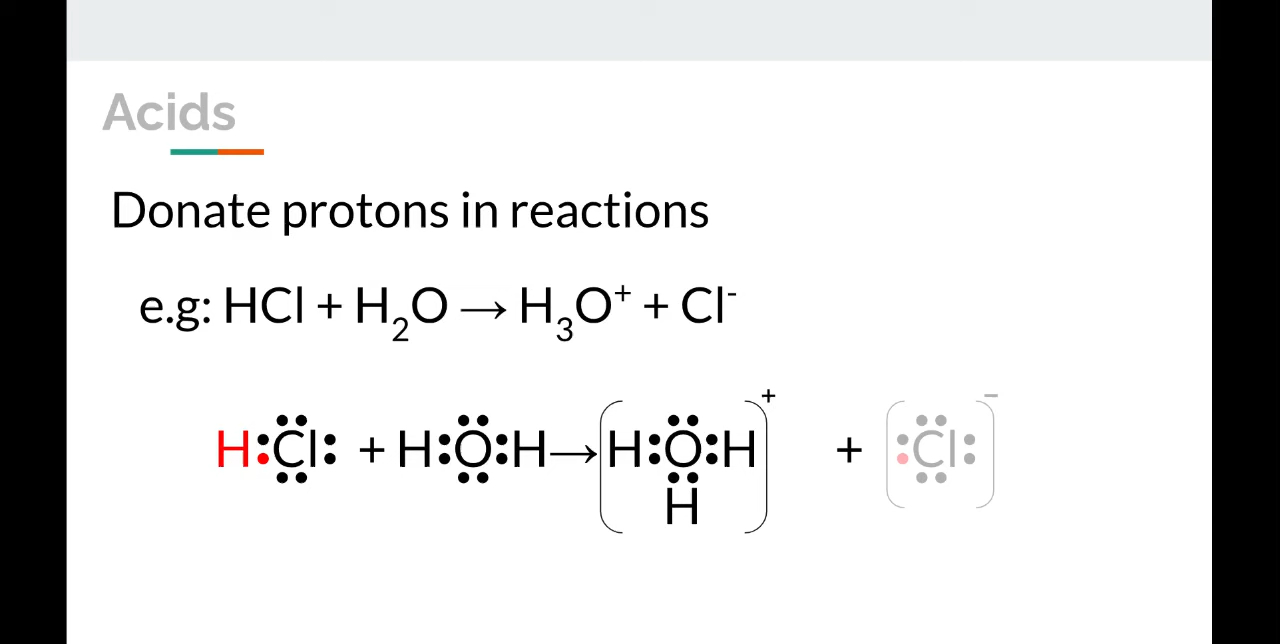 Acids
Donate protons in reactions
e.g: HCl + H₂O → H₃O⁺ + Cl⁻
H:Cl: + H:O:H → (H:O:H)⁺ + [:Cl:]⁻
H